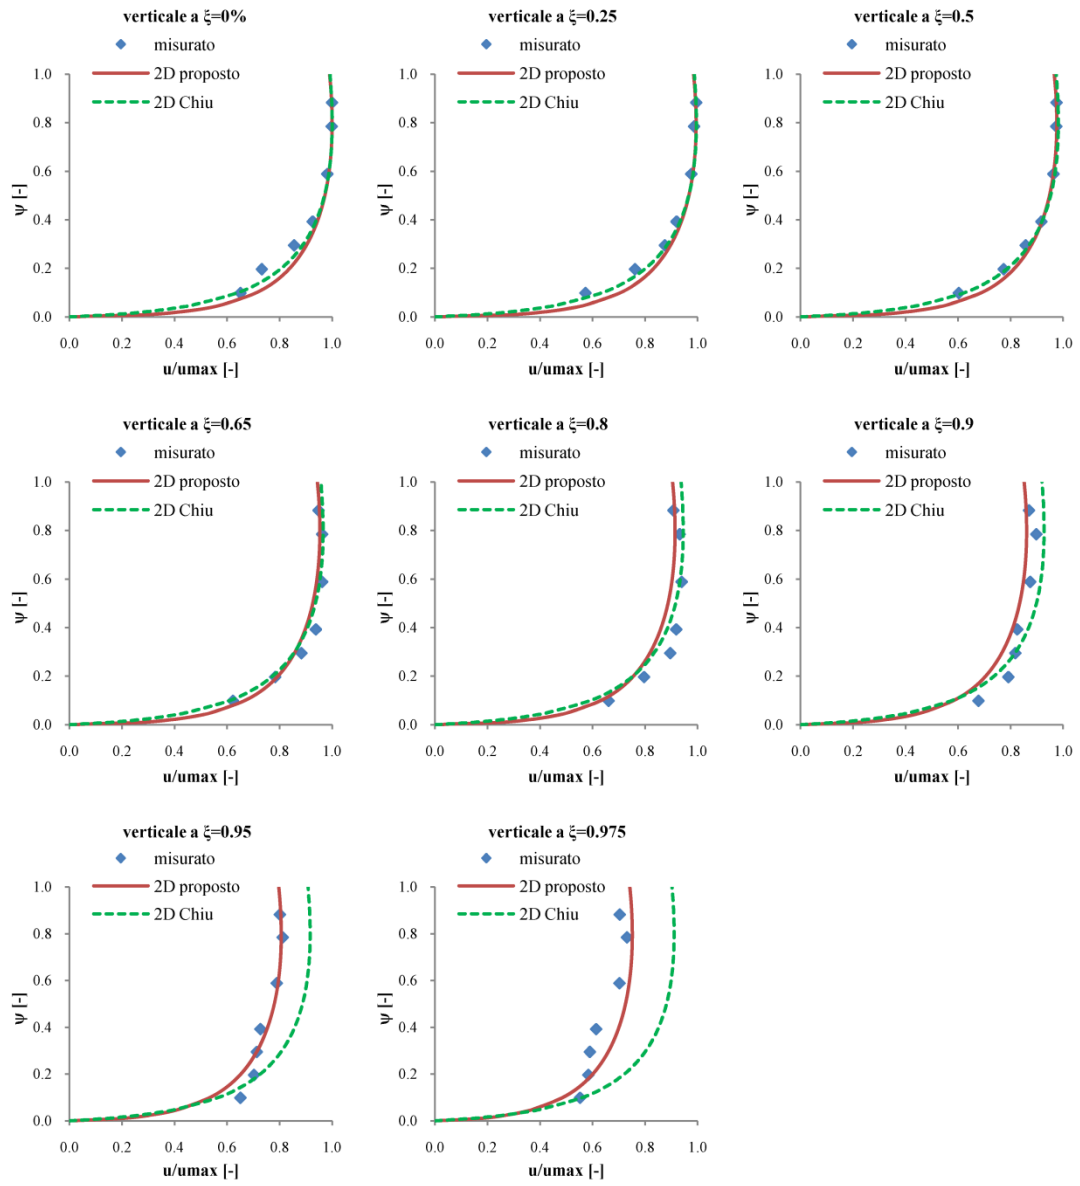 verticale a ξ=0%
misurato
2D proposto
2D Chiu
1.0
0.8
0.6
0.4
0.2
0.0
ψ [-]
0.0 0.2 0.4 0.6 0.8 1.0
u/umax [-]
verticale a ξ=0.25
misurato
2D proposto
2D Chiu
1.0
0.8
0.6
0.4
0.2
0.0
ψ [-]
0.0 0.2 0.4 0.6 0.8 1.0
u/umax [-]
verticale a ξ=0.5
misurato
2D proposto
2D Chiu
1.0
0.8
0.6
0.4
0.2
0.0
ψ [-]
0.0 0.2 0.4 0.6 0.8 1.0
u/umax [-]
verticale a ξ=0.65
misurato
2D proposto
2D Chiu
1.0
0.8
0.6
0.4
0.2
0.0
ψ [-]
0.0 0.2 0.4 0.6 0.8 1.0
u/umax [-]
verticale a ξ=0.8
misurato
2D proposto
2D Chiu
1.0
0.8
0.6
0.4
0.2
0.0
ψ [-]
0.0 0.2 0.4 0.6 0.8 1.0
u/umax [-]
verticale a ξ=0.9
misurato
2D proposto
2D Chiu
1.0
0.8
0.6
0.4
0.2
0.0
ψ [-]
0.0 0.2 0.4 0.6 0.8 1.0
u/umax [-]
verticale a ξ=0.95
misurato
2D proposto
2D Chiu
1.0
0.8
0.6
0.4
0.2
0.0
ψ [-]
0.0 0.2 0.4 0.6 0.8 1.0
u/umax [-]
verticale a ξ=0.975
misurato
2D proposto
2D Chiu
1.0
0.8
0.6
0.4
0.2
0.0
ψ [-]
0.0 0.2 0.4 0.6 0.8 1.0
u/umax [-]